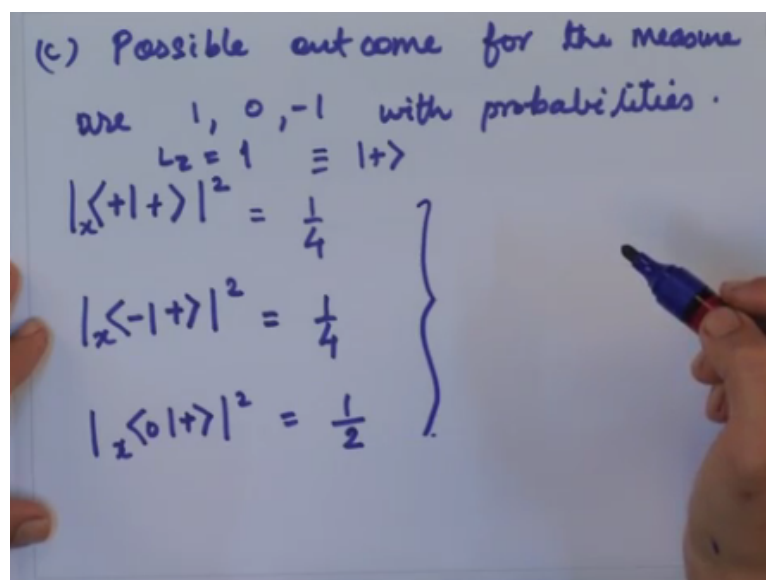 (c) Possible outcome for the measure
are 1, 0, -1 with probabilities.
Lz = 1 ≡ |+>
|x<+|+>|² = 1/4
|x<-|+>|² = 1/4
|x<0|+>|² = 1/2